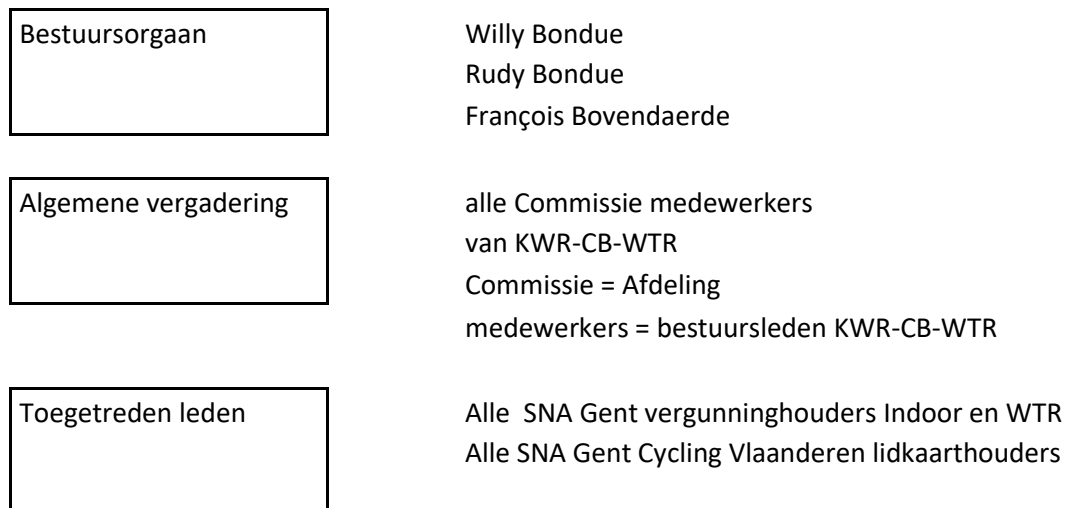 Bestuursorgaan
Willy Bondue
Rudy Bondue
François Bovendaerde
Algemene vergadering
alle Commissie medewerkers
van KWR-CB-WTR
Commissie = Afdeling
medewerkers = bestuursleden KWR-CB-WTR
Toegetreden leden
Alle  SNA Gent vergunninghouders Indoor en WTR
Alle SNA Gent Cycling Vlaanderen lidkaarthouders